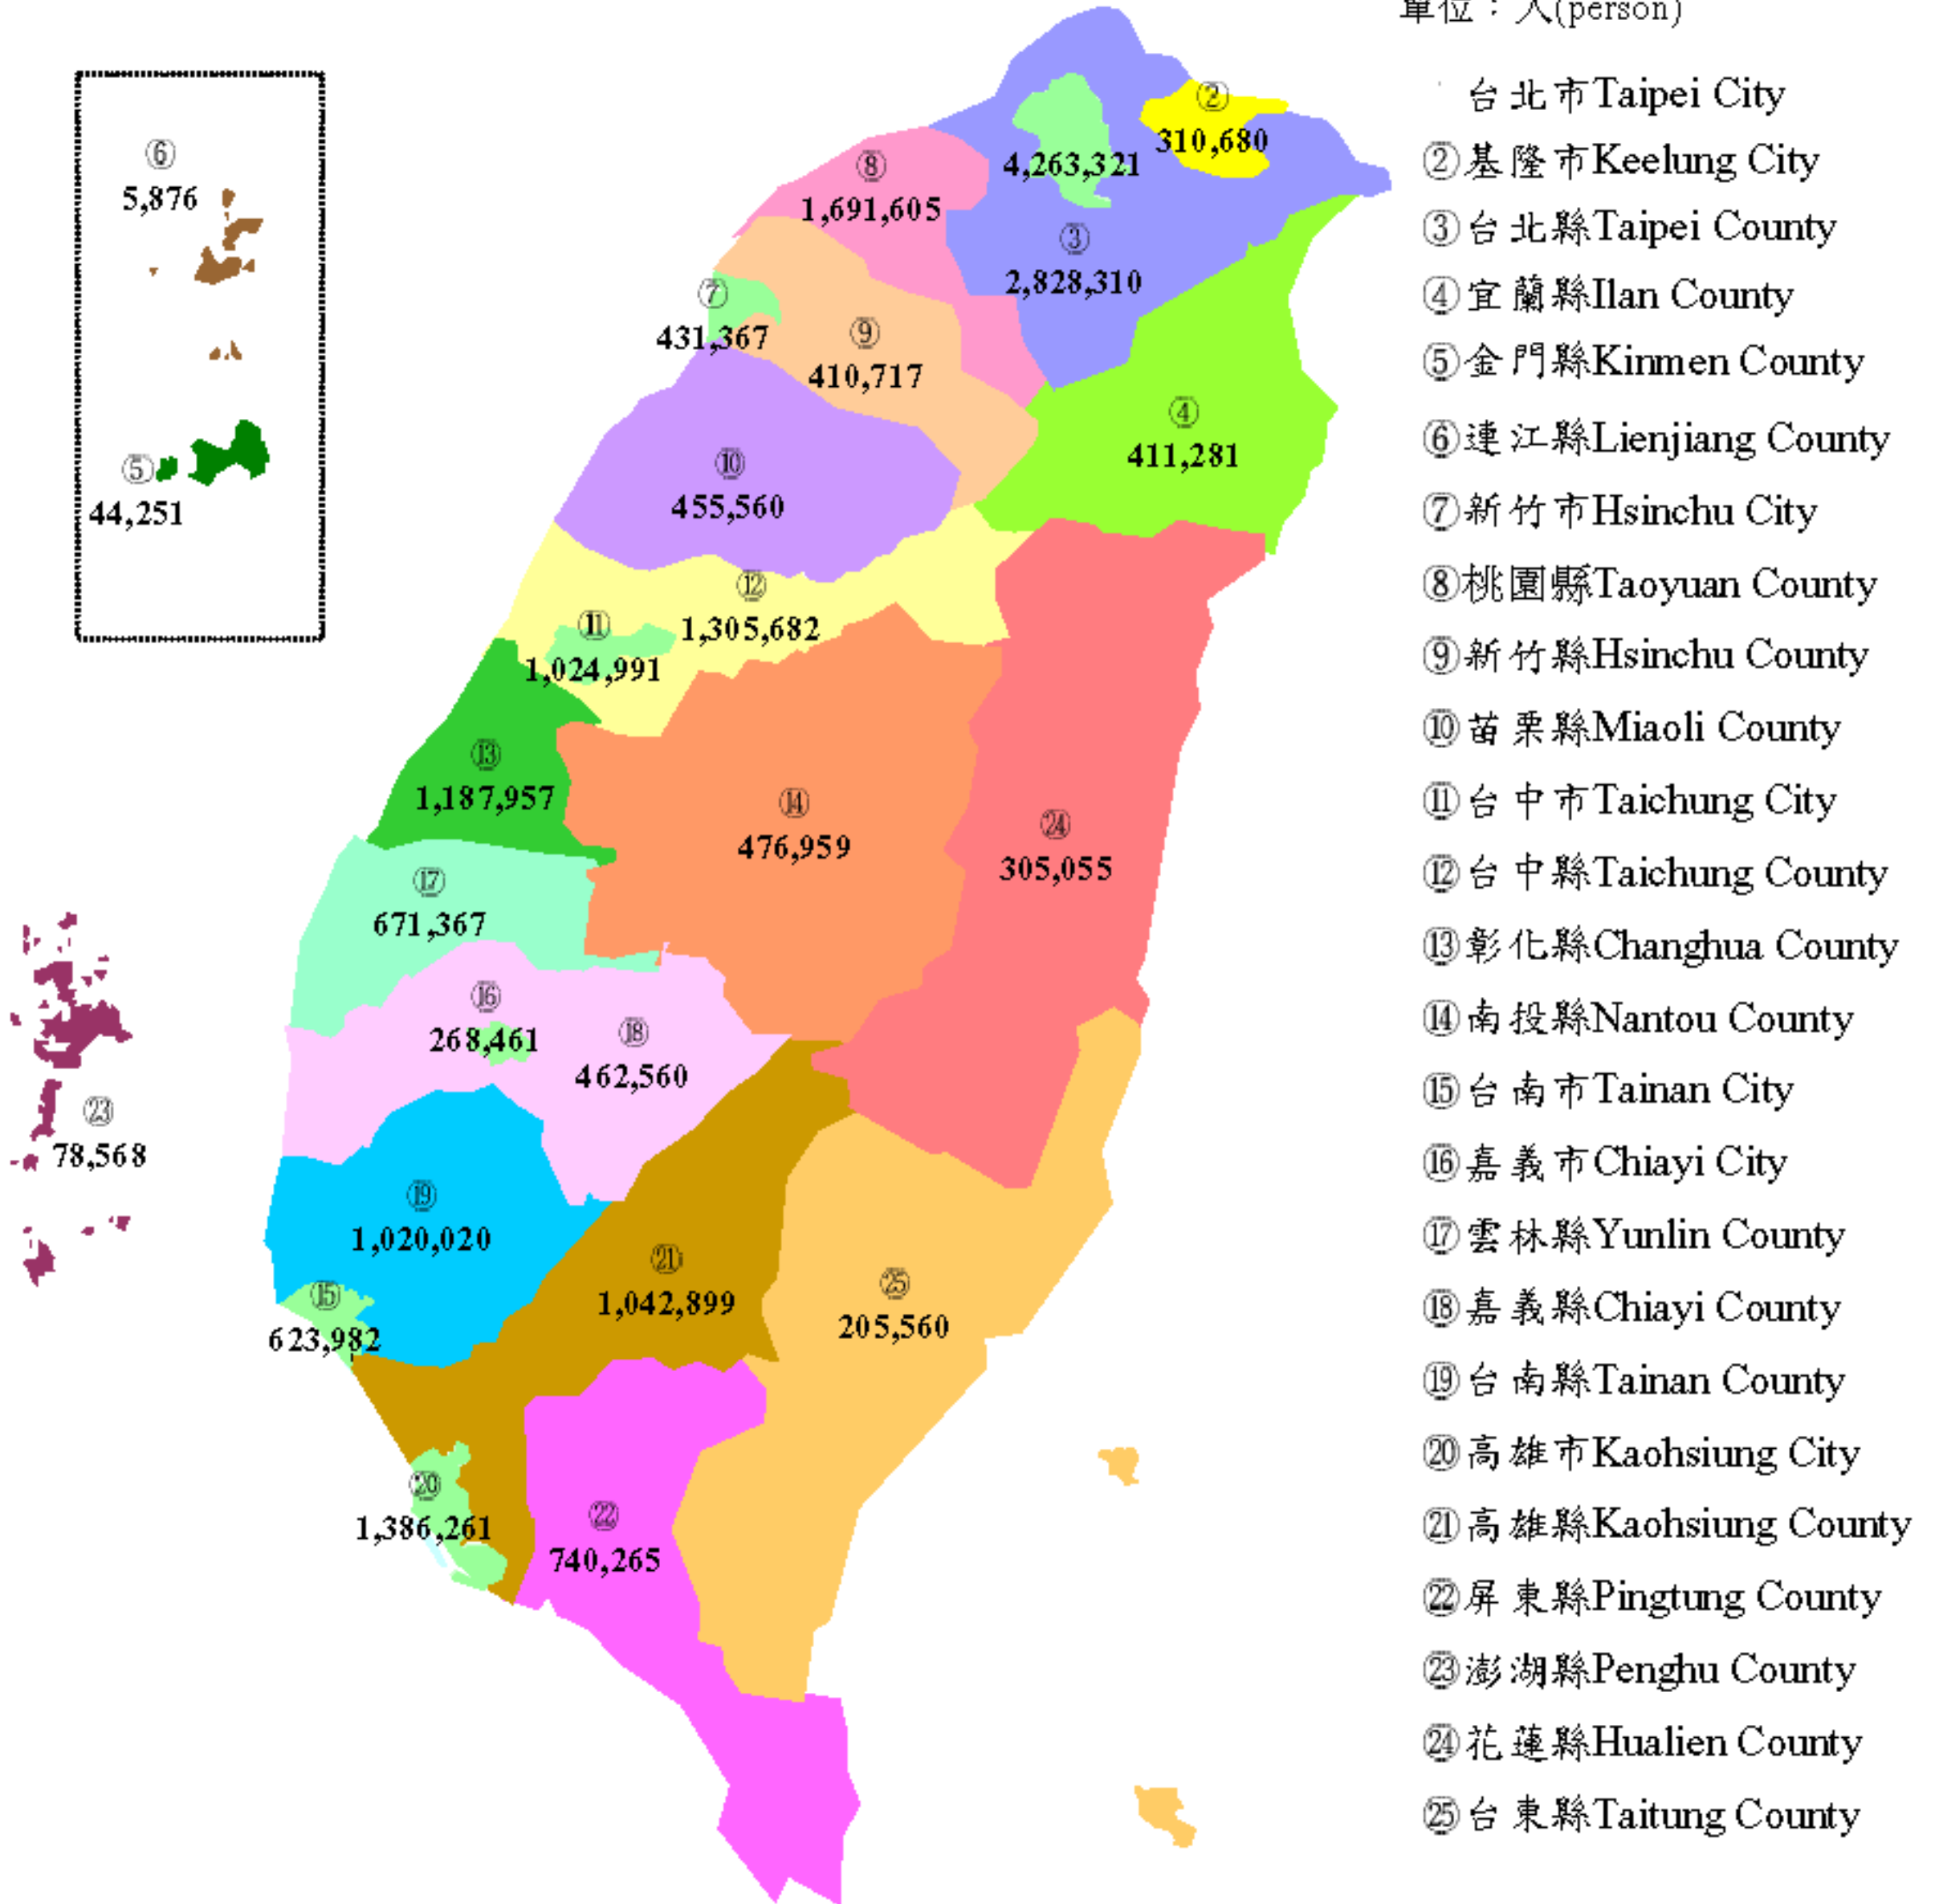 單位：人(person)
台北市Taipei City
②基隆市Keelung City
③台北縣Taipei County
④宜蘭縣Ilan County
⑤金門縣Kinmen County
⑥連江縣Lienjiang County
⑦新竹市Hsinchu City
⑧桃園縣Taoyuan County
⑨新竹縣Hsinchu County
⑩苗栗縣Miaoli County
⑪台中市Taichung City
⑫台中縣Taichung County
⑬彰化縣Changhua County
⑭南投縣Nantou County
⑮台南市Tainan City
⑯嘉義市Chiayi City
⑰雲林縣Yunlin County
⑱嘉義縣Chiayi County
⑲台南縣Tainan County
⑳高雄市Kaohsiung City
㉑高雄縣Kaohsiung County
㉒屏東縣Pingtung County
㉓澎湖縣Penghu County
㉔花蓮縣Hualien County
㉕台東縣Taitung County
⑥
5,876
⑤
44,251
②
310,680
4,263,321
⑧
1,691,605
③
2,828,310
⑦
431,367
⑨
410,717
④
411,281
⑩
455,560
⑫
1,305,682
⑪
1,024,991
⑬
1,187,957
⑭
476,959
㉔
305,055
⑰
671,367
⑯
268,461
⑱
462,560
㉓
78,568
⑲
1,020,020
㉑
1,042,899
㉕
205,560
⑮
623,982
⑳
1,386,261
㉒
740,265